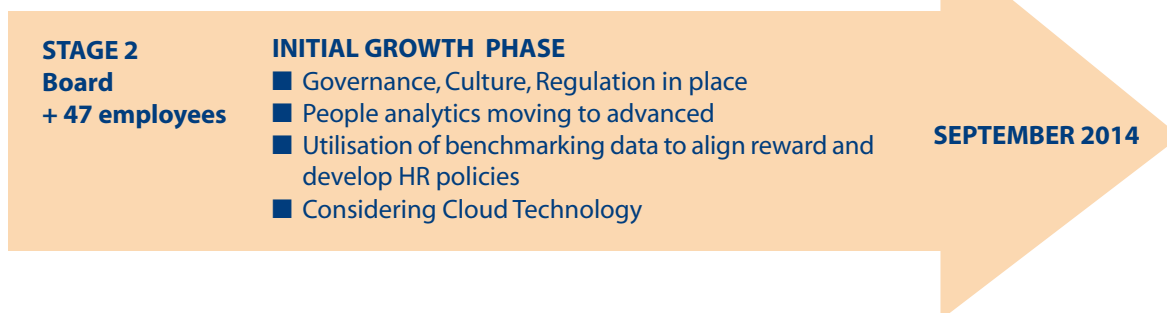 STAGE 2
Board
+ 47 employees
INITIAL GROWTH PHASE
■ Governance, Culture, Regulation in place
■ People analytics moving to advanced
■ Utilisation of benchmarking data to align reward and
develop HR policies
■ Considering Cloud Technology
SEPTEMBER 2014